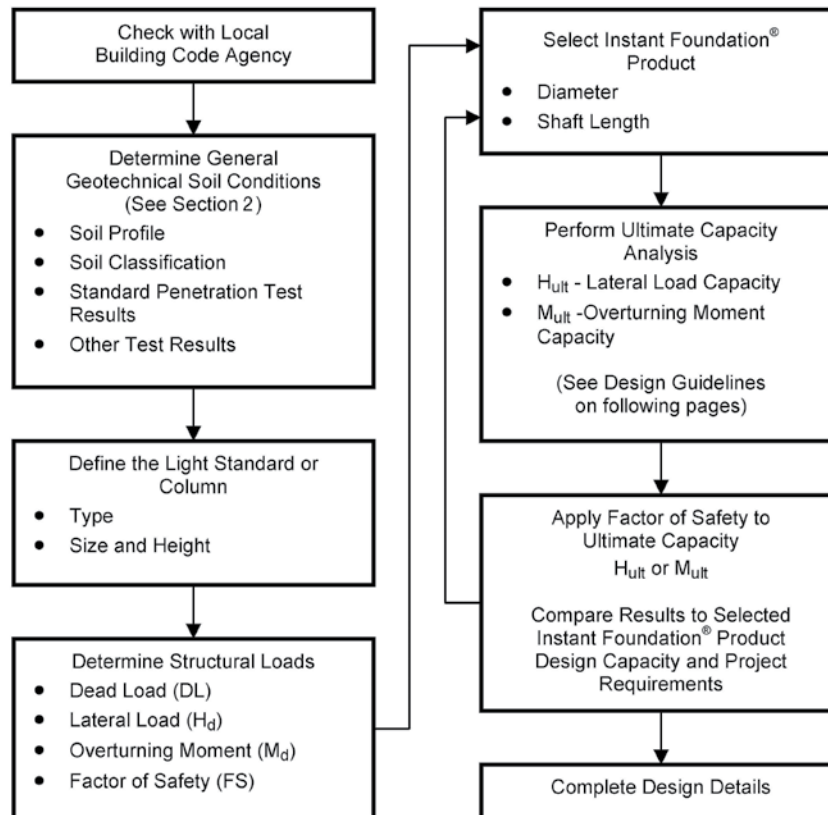 Check with Local
Building Code Agency
Determine General
Geotechnical Soil Conditions
(See Section 2)
● Soil Profile
● Soil Classification
● Standard Penetration Test
Results
● Other Test Results
Define the Light Standard or
Column
● Type
● Size and Height
Determine Structural Loads
● Dead Load (DL)
● Lateral Load (Hd)
● Overturning Moment (Md)
● Factor of Safety (FS)
Select Instant Foundation®
Product
● Diameter
● Shaft Length
Perform Ultimate Capacity
Analysis
● Hult - Lateral Load Capacity
● Mult -Overturning Moment
Capacity
(See Design Guidelines
on following pages)
Apply Factor of Safety to
Ultimate Capacity
Hult or Mult
Compare Results to Selected
Instant Foundation® Product
Design Capacity and Project
Requirements
Complete Design Details